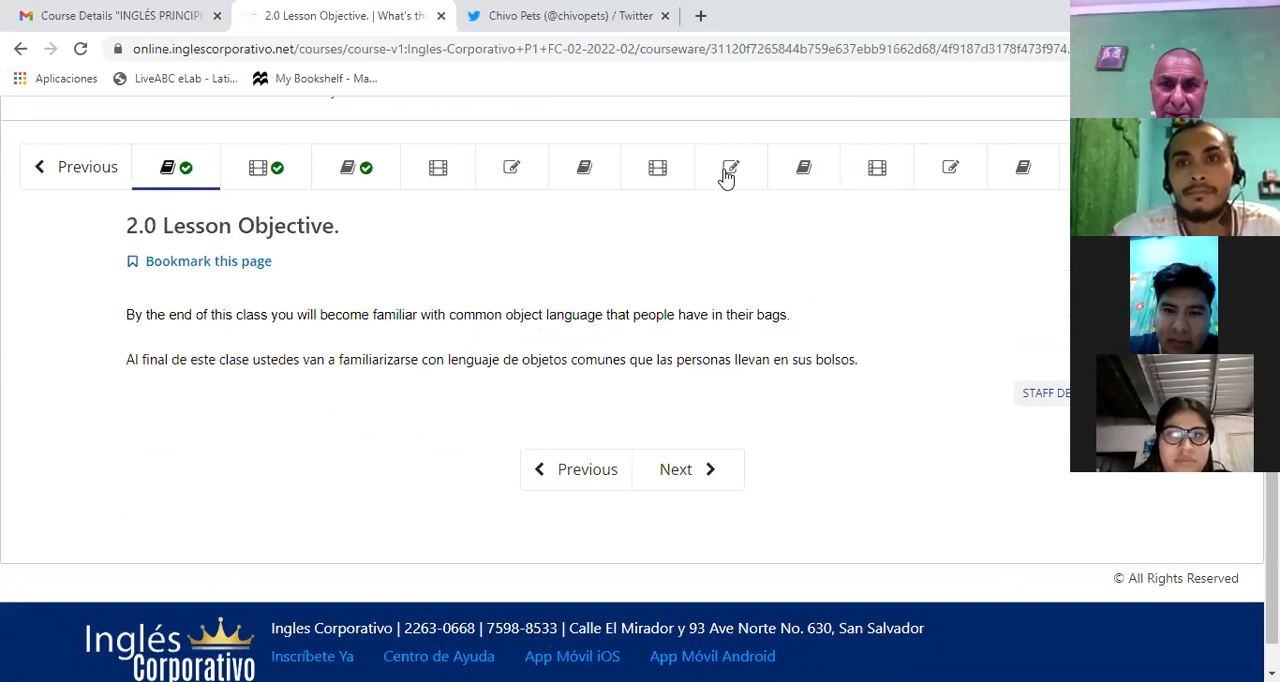 Course Details "INGLÉS PRINCIPI
2.0 Lesson Objective. | What's the
Chivo Pets (@chivopets) / Twitter
online.inglescorporativo.net/courses/course-v1:Ingles-Corporativo+P1+FC-02-2022-02/courseware/31120f7265844b759e637ebb91662d68/4f9187d3178f473f974.
Aplicaciones
LiveABC eLab - Lati...
My Bookshelf - Ma...
Previous
2.0 Lesson Objective.
Bookmark this page
By the end of this class you will become familiar with common object language that people have in their bags.
Al final de este clase ustedes van a familiarizarse con lenguaje de objetos comunes que las personas llevan en sus bolsos.
STAFF DE
Previous
Next
© All Rights Reserved
Inglés Corporativo
Ingles Corporativo | 2263-0668 | 7598-8533 | Calle El Mirador y 93 Ave Norte No. 630, San Salvador
Inscríbete Ya
Centro de Ayuda
App Móvil iOS
App Móvil Android